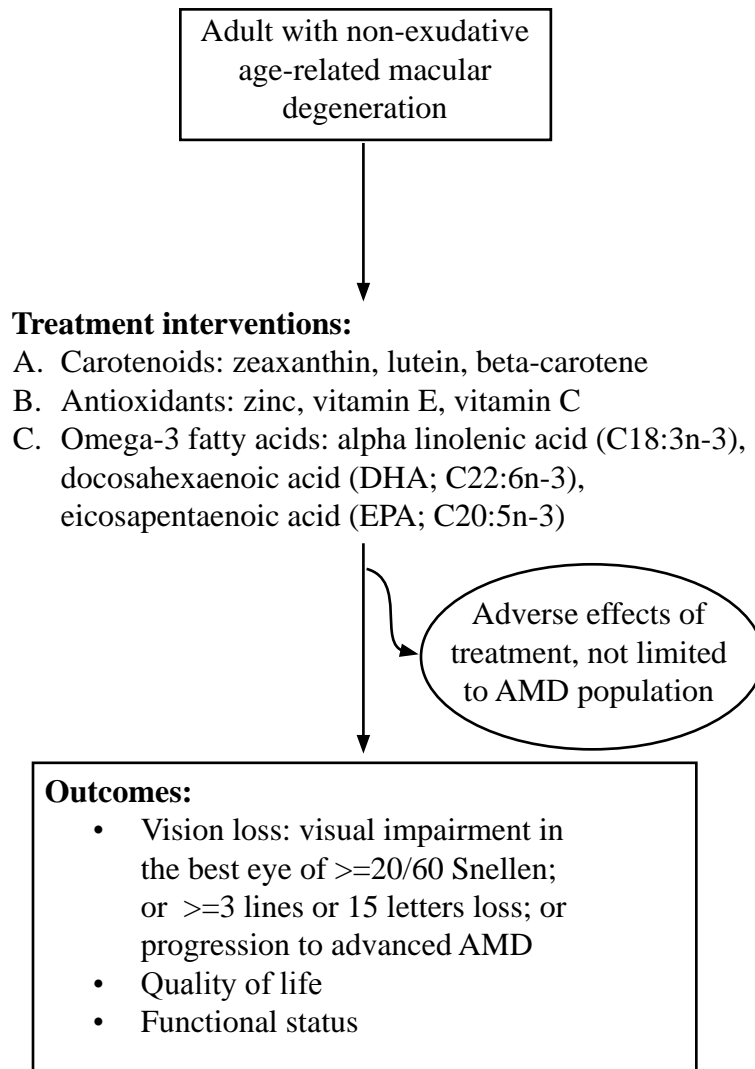 Adult with non-exudative
age-related macular
degeneration
Treatment interventions:
A. Carotenoids: zeaxanthin, lutein, beta-carotene
B. Antioxidants: zinc, vitamin E, vitamin C
C. Omega-3 fatty acids: alpha linolenic acid (C18:3n-3),
docosahexaenoic acid (DHA; C22:6n-3),
eicosapentaenoic acid (EPA; C20:5n-3)
Adverse effects of
treatment, not limited
to AMD population
Outcomes:
• Vision loss: visual impairment in
the best eye of >=20/60 Snellen;
or >=3 lines or 15 letters loss; or
progression to advanced AMD
• Quality of life
• Functional status